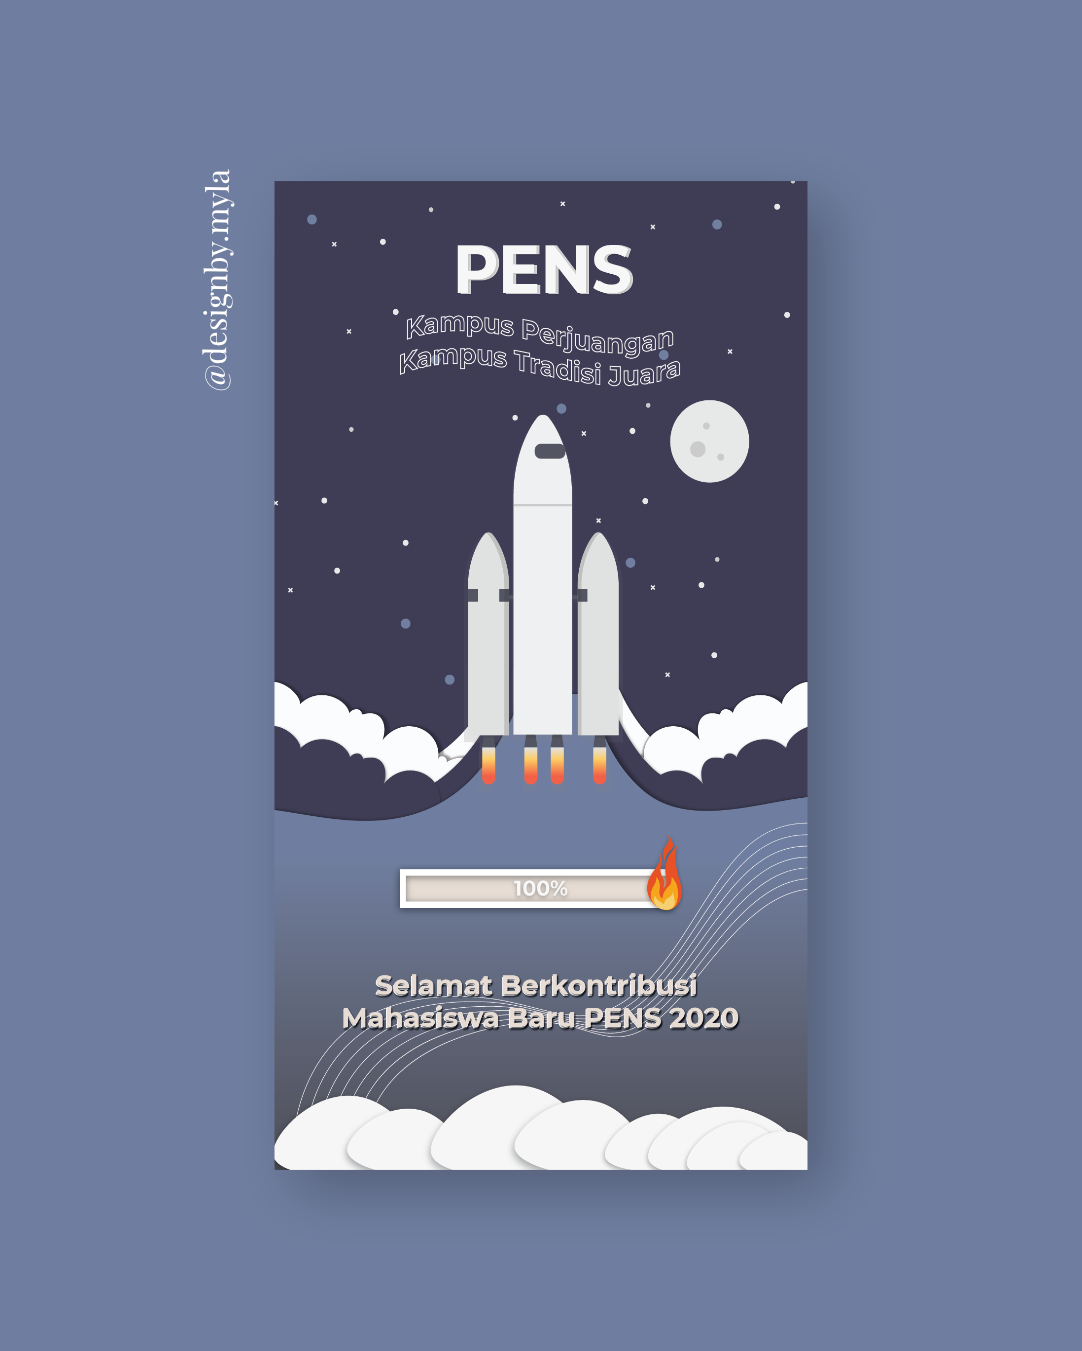 @designby.myla
PENS
Kampus Perjuangan
Kampus Tradisi Juara
100%
Selamat Berkontribusi
Mahasiswa Baru PENS 2020